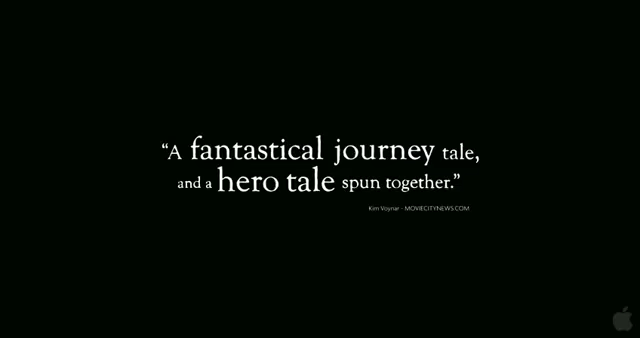 “A fantastical journey tale,
and a hero tale spun together.”
Kim Voynar - MOVIECITYNEWS.COM